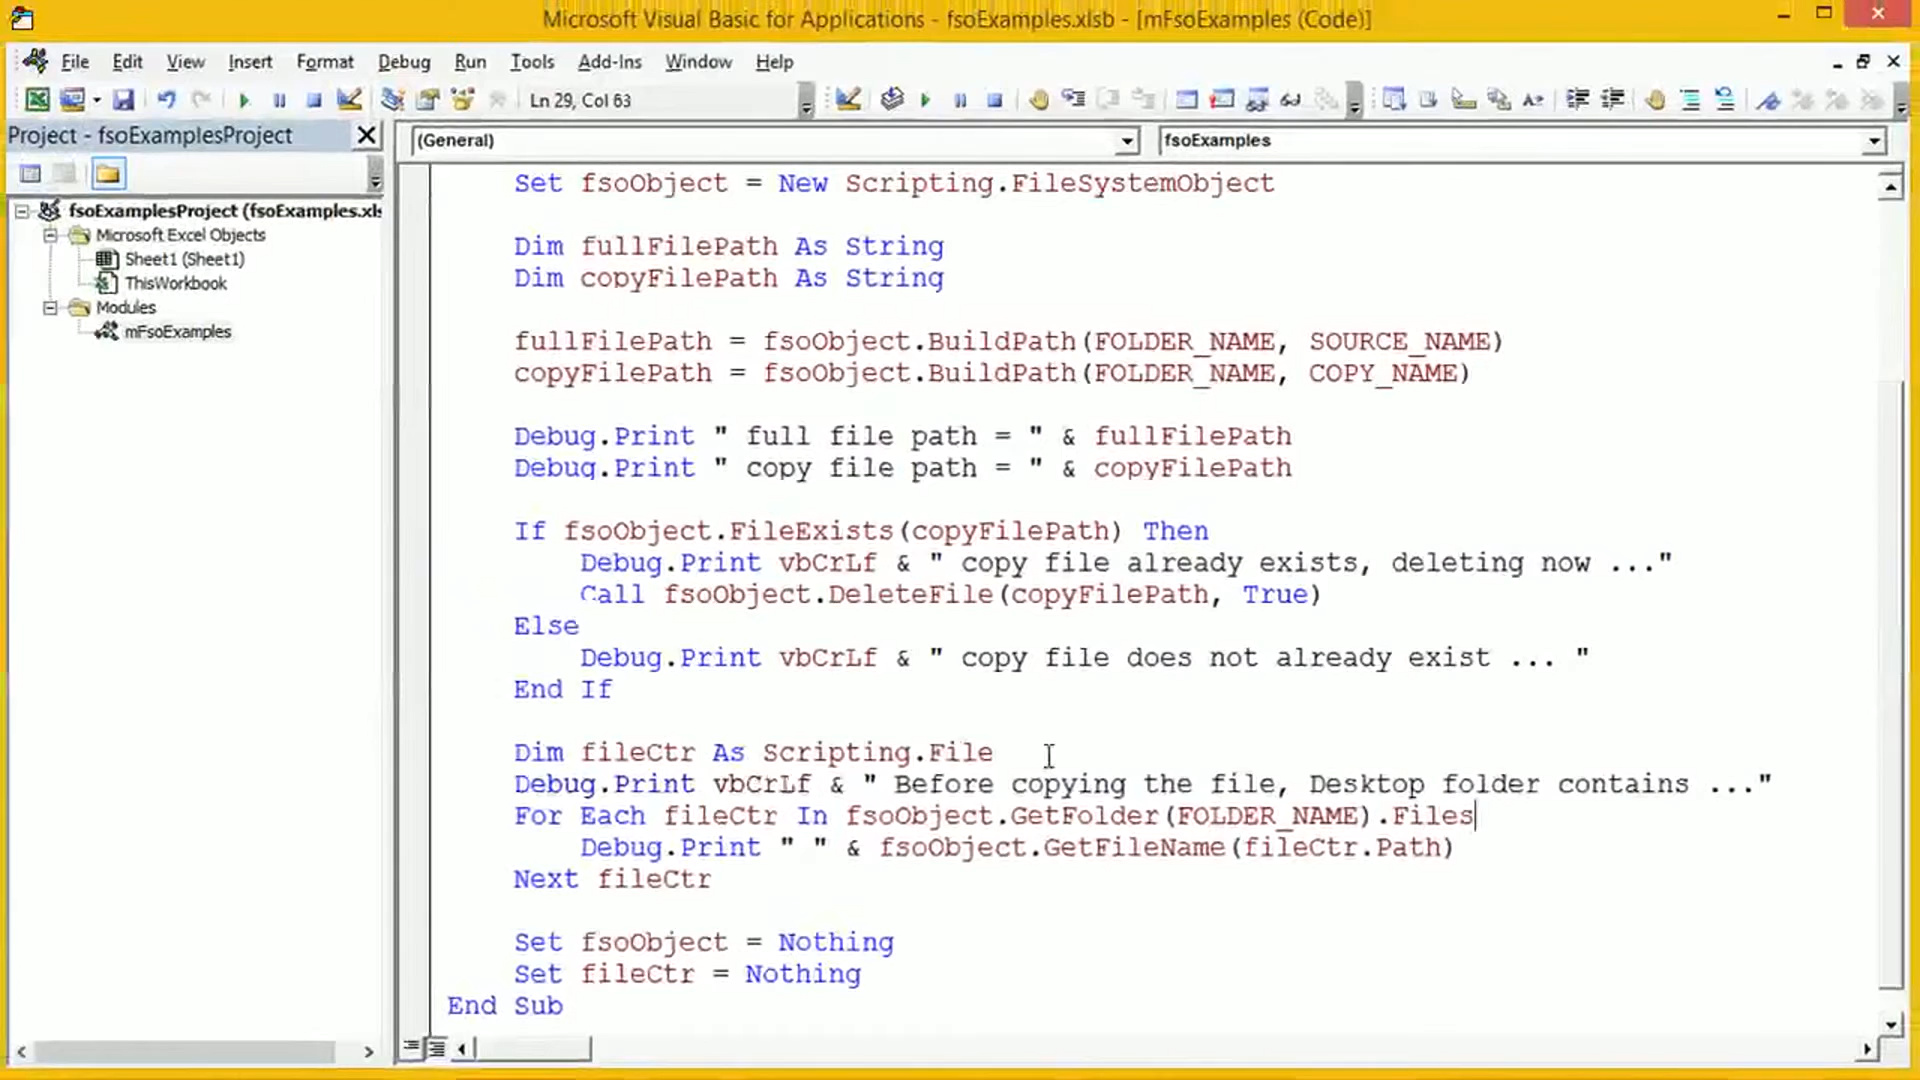 Microsoft Visual Basic for Applications - fsoExamples.xlsb - [mFsoExamples (Code)]
File Edit View Insert Format Debug Run Tools Add-Ins Window Help
Ln 29, Col 63
Project - fsoExamplesProject
(General)
fsoExamples
fsoExamplesProject (fsoExamples.xls
Microsoft Excel Objects
Sheet1 (Sheet1)
ThisWorkbook
Modules
mFsoExamples
Set fsoObject = New Scripting.FileSystemObject
Dim fullFilePath As String
Dim copyFilePath As String
fullFilePath = fsoObject.BuildPath(FOLDER_NAME, SOURCE_NAME)
copyFilePath = fsoObject.BuildPath(FOLDER_NAME, COPY_NAME)
Debug.Print " full file path = " & fullFilePath
Debug.Print " copy file path = " & copyFilePath
If fsoObject.FileExists(copyFilePath) Then
Debug.Print vbCrLf & " copy file already exists, deleting now ..."
Call fsoObject.DeleteFile(copyFilePath, True)
Else
Debug.Print vbCrLf & " copy file does not already exist ... "
End If
Dim fileCtr As Scripting.File
Debug.Print vbCrLf & " Before copying the file, Desktop folder contains ..."
For Each fileCtr In fsoObject.GetFolder(FOLDER_NAME).Files
Debug.Print " " & fsoObject.GetFileName(fileCtr.Path)
Next fileCtr
Set fsoObject = Nothing
Set fileCtr = Nothing
End Sub